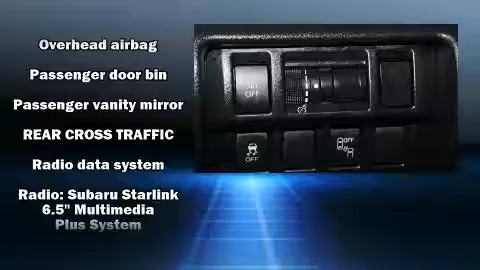 Overhead airbag
Passenger door bin
Passenger vanity mirror
REAR CROSS TRAFFIC
Radio data system
Radio: Subaru Starlink
6.5" Multimedia
Plus System
OFF
OFF
OFF